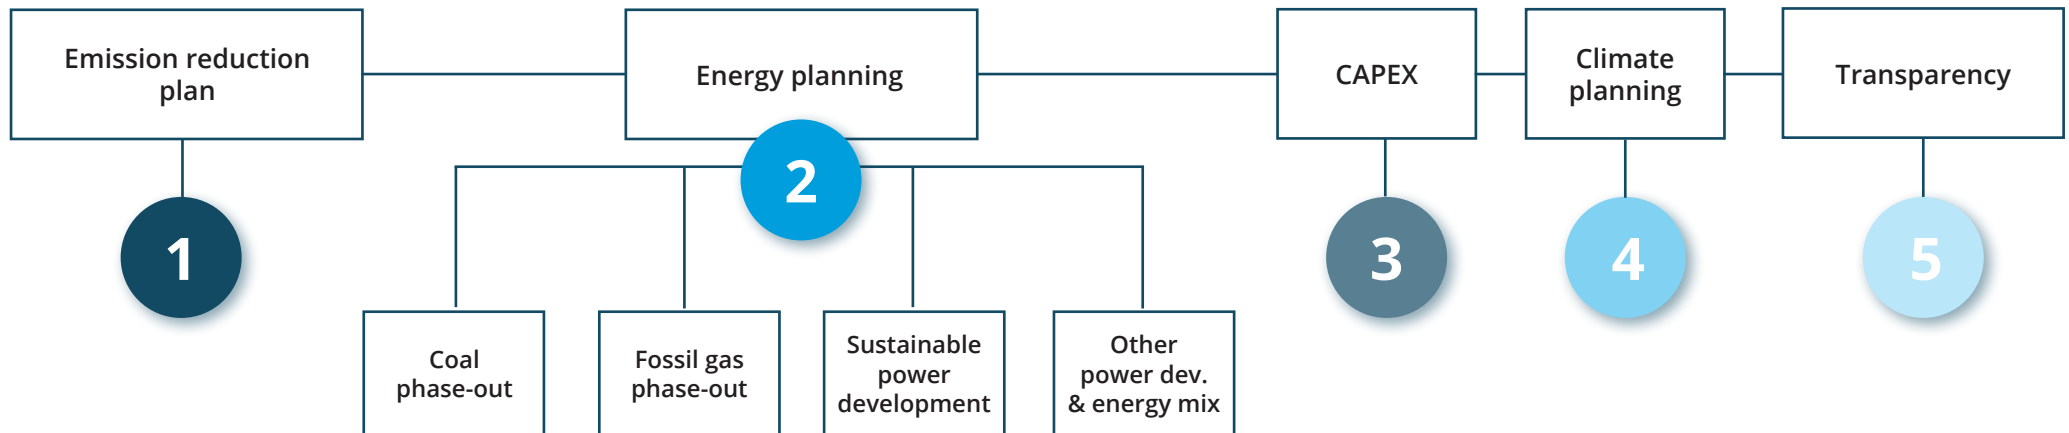 Emission reduction
plan
Energy planning
CAPEX
Climate
planning
Transparency
1
2
3
4
5
Coal
phase-out
Fossil gas
phase-out
Sustainable
power
development
Other
power dev.
& energy mix